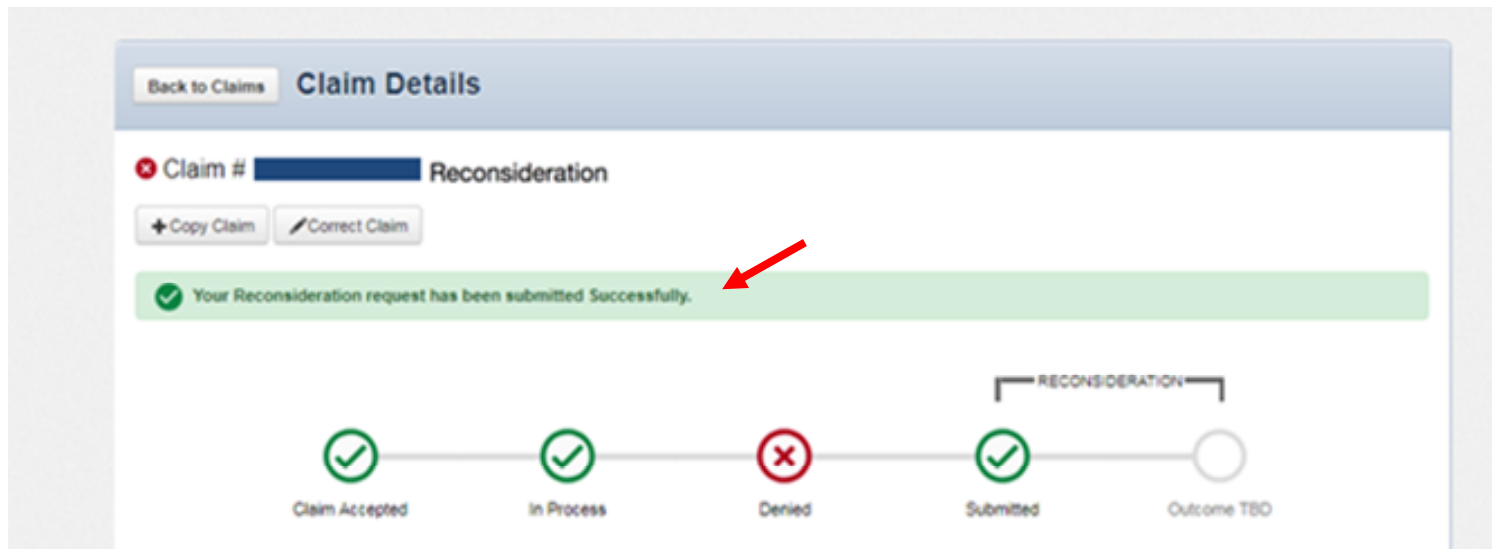 Back to Claims Claim Details
Claim # Reconsideration
Copy Claim Correct Claim
Your Reconsideration request has been submitted Successfully.
RECONSIDERATION
Claim Accepted In Process Denied Submitted Outcome TBD